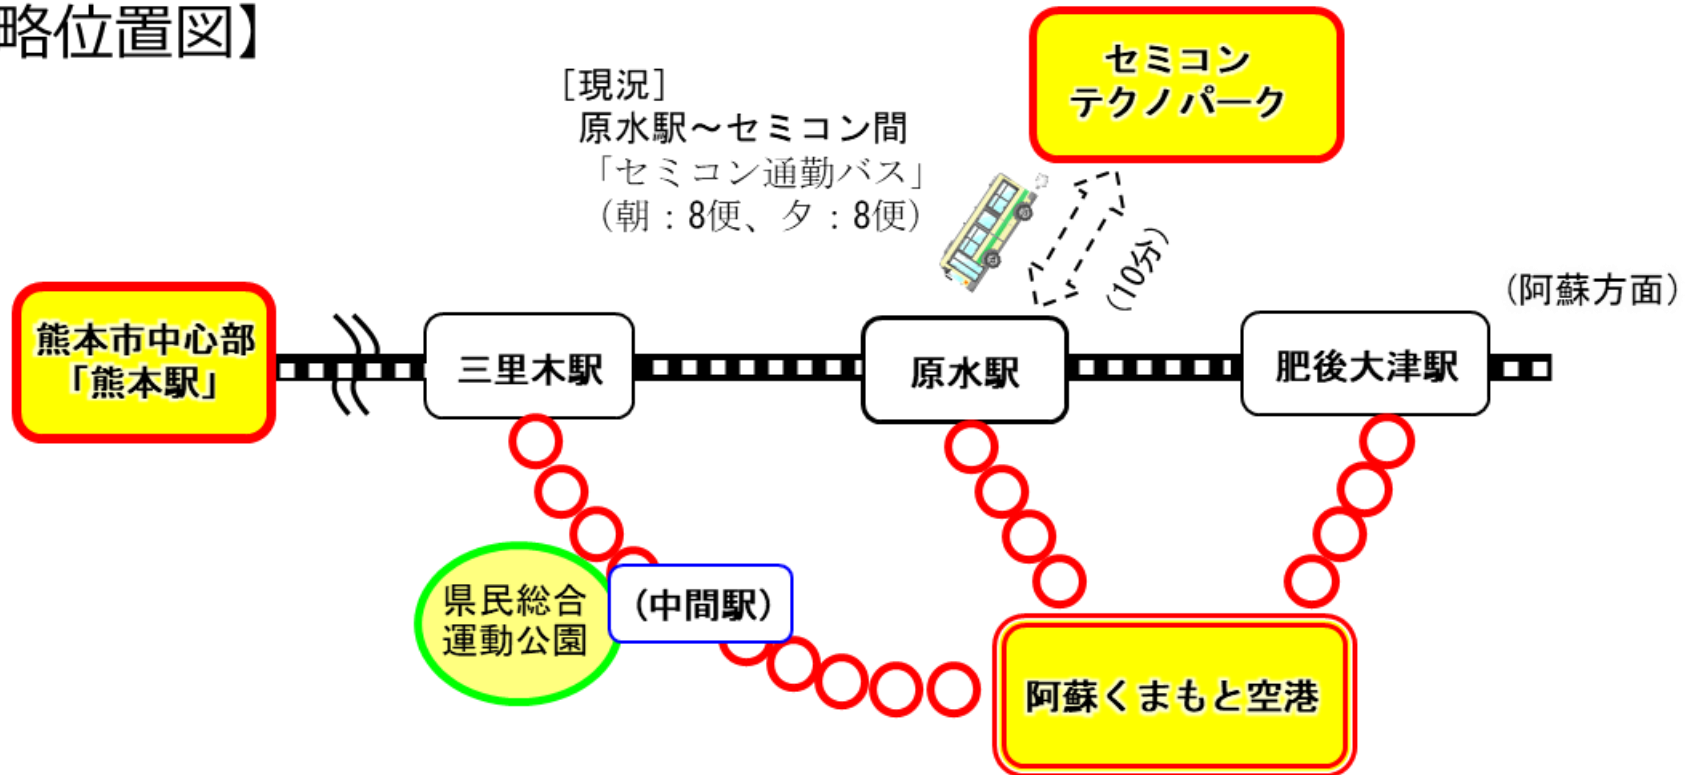 略位置図】
セミコン
テクノパーク
［現況］
原水駅～セミコン間
「セミコン通勤バス」
（朝：8便、夕：8便）
（10分）
（阿蘇方面）
熊本市中心部
「熊本駅」
三里木駅
原水駅
肥後大津駅
県民総合
運動公園
（中間駅）
阿蘇くまもと空港